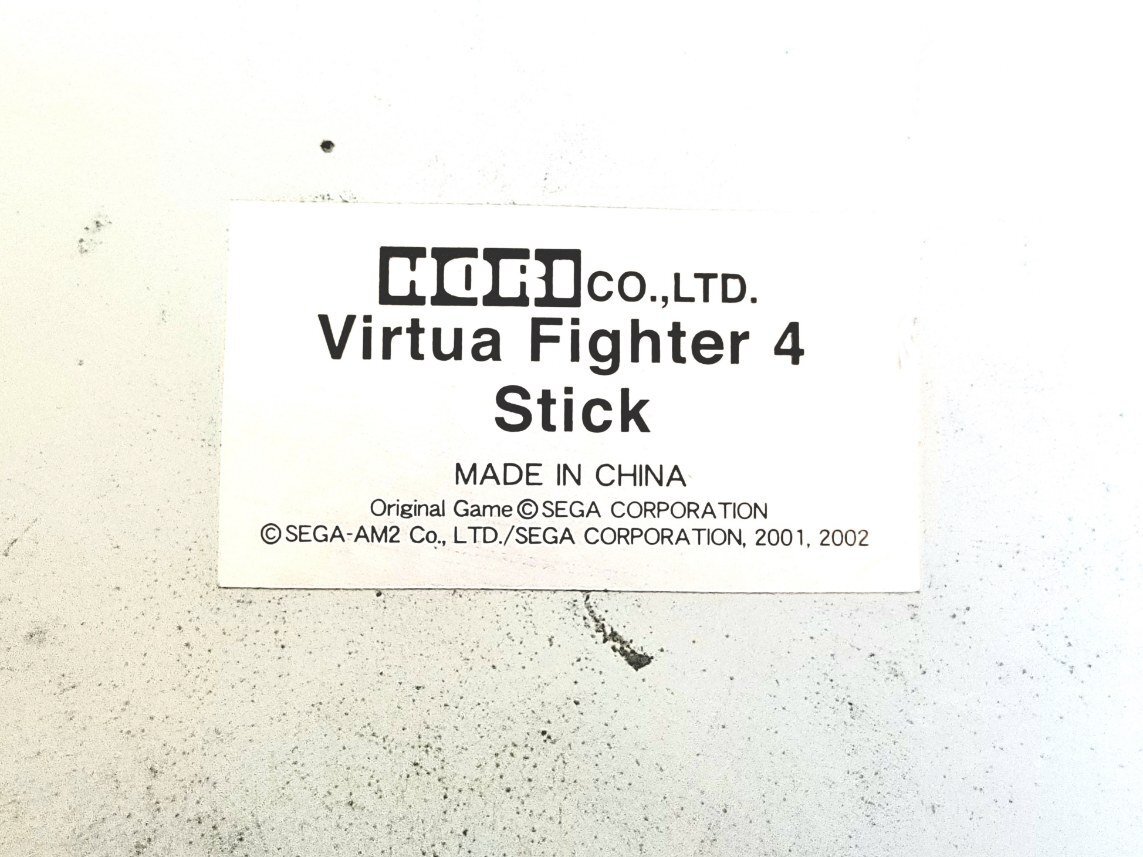 HORI CO.,LTD.
Virtua Fighter 4
Stick
MADE IN CHINA
Original Game©SEGA CORPORATION
©SEGA-AM2 Co., LTD./SEGA CORPORATION, 2001, 2002